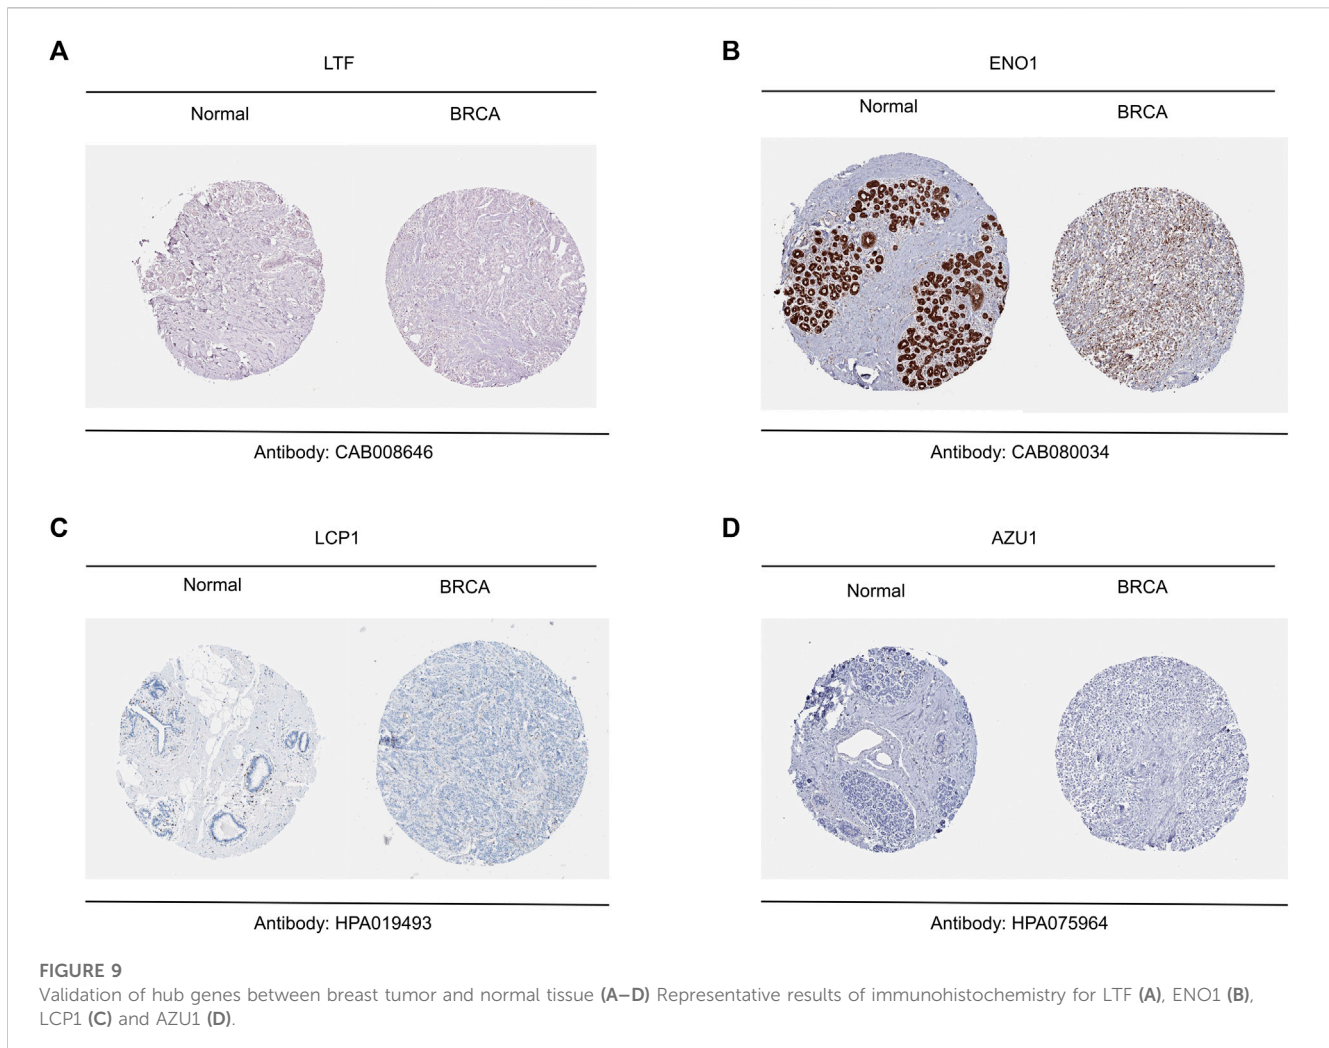 A
LTF
Normal BRCA
Antibody: CAB008646
B
ENO1
Normal BRCA
Antibody: CAB080034
C
LCP1
Normal BRCA
Antibody: HPA019493
D
AZU1
Normal BRCA
Antibody: HPA075964
FIGURE 9
Validation of hub genes between breast tumor and normal tissue (A–D) Representative results of immunohistochemistry for LTF (A), ENO1 (B),
LCP1 (C) and AZU1 (D).